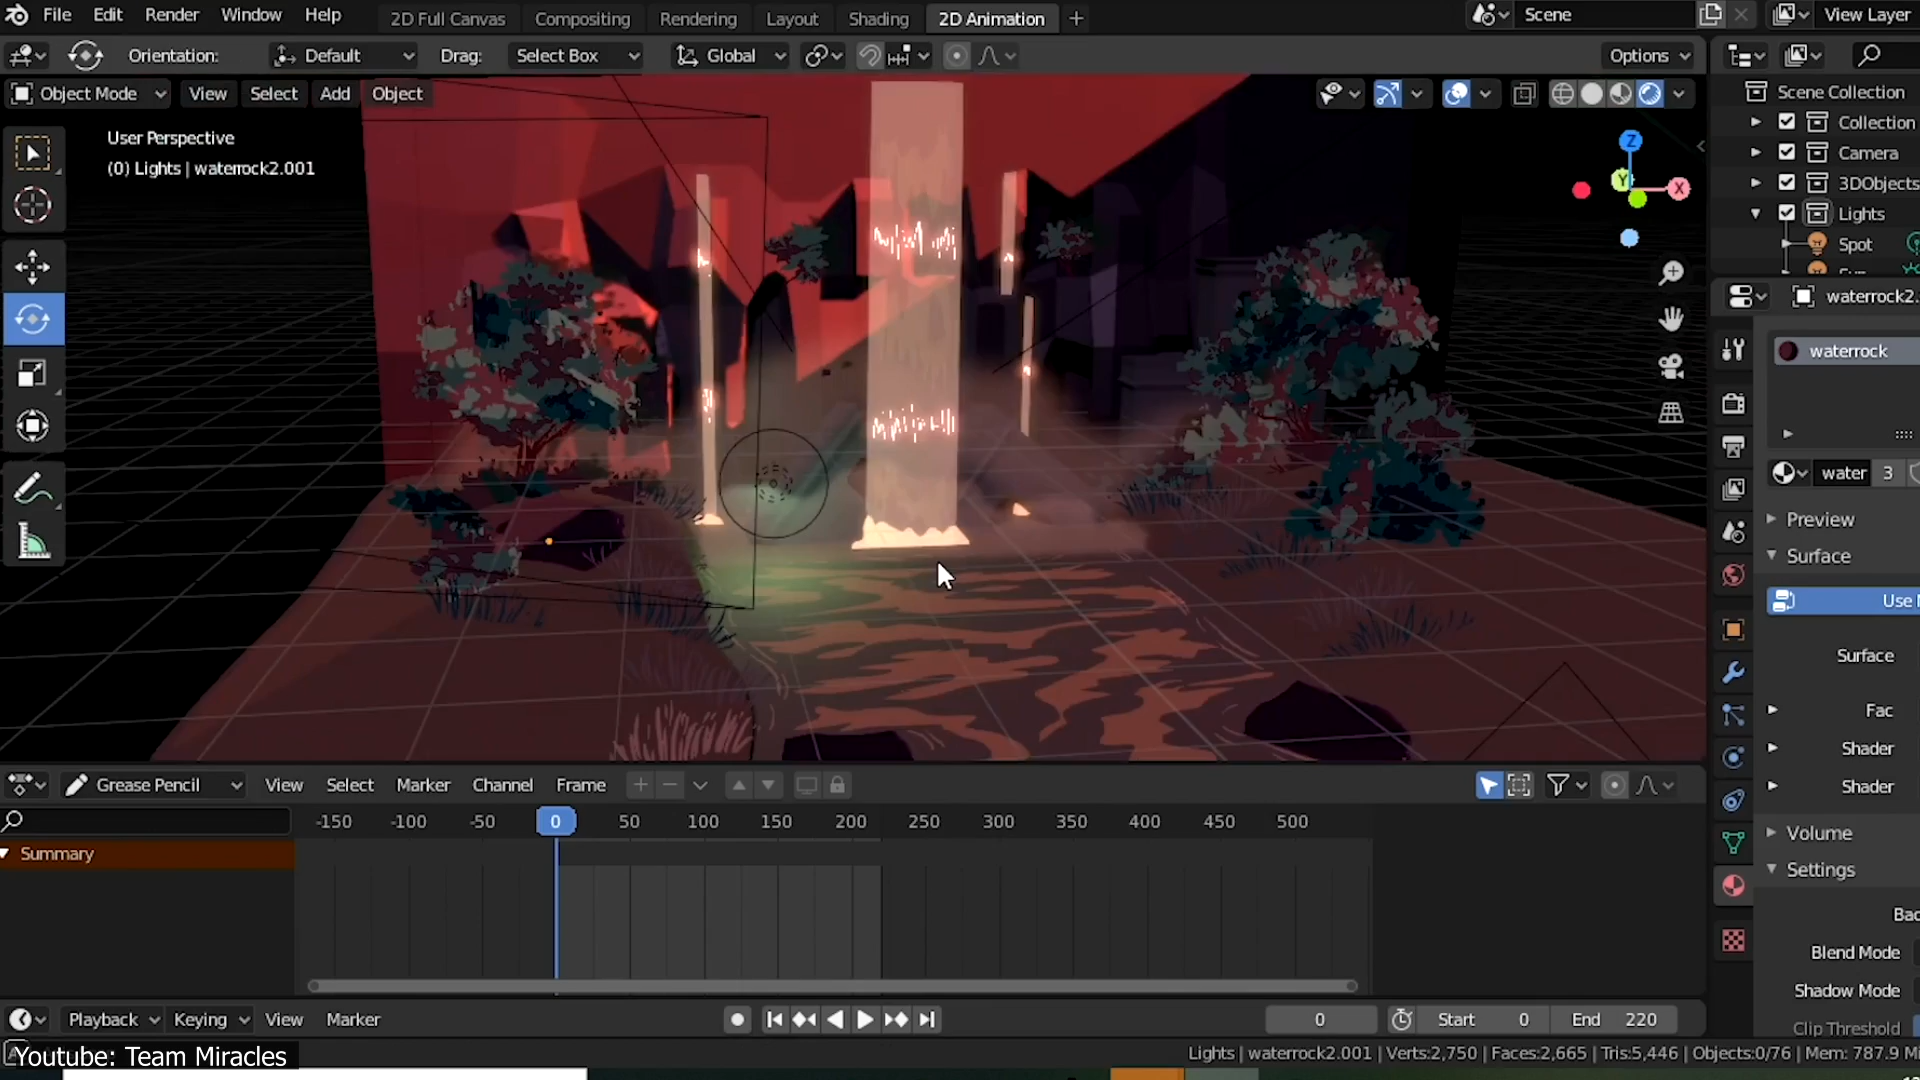 File Edit Render Window Help 2D Full Canvas Compositing Rendering Layout Shading 2D Animation + Scene View Layer
Orientation: Default Drag: Select Box Global Options
Object Mode View Select Add Object
User Perspective
(0) Lights | waterrock2.001
Z
Y
X
Scene Collection
Collection
Camera
3DObjects
Lights
Spot
waterrock2.
waterrock
water 3
Preview
Surface
Use
Surface
Fac
Shader
Shader
Volume
Settings
Blend Mode
Shadow Mode
Clip Threshold
Grease Pencil View Select Marker Channel Frame
-150 -100 -50 0 50 100 150 200 250 300 350 400 450 500
Summary
Playback Keying View Marker 0 Start 0 End 220
Youtube: Team Miracles
Lights | waterrock2.001 | Verts:2,750 | Faces:2,665 | Tris:5,446 | Objects:0/76 | Mem: 787.9 Mi